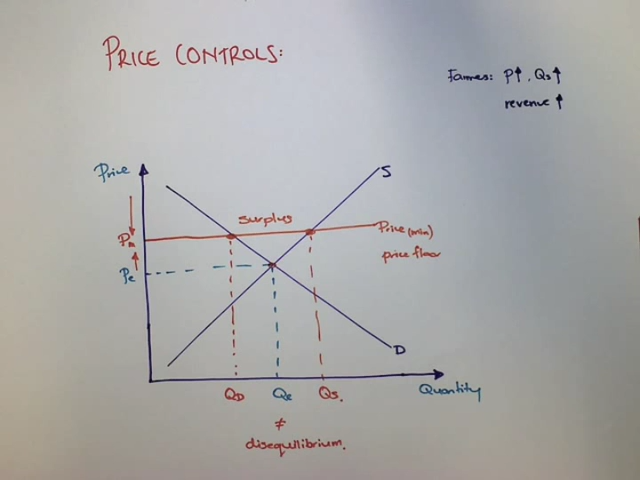 PRICE CONTROLS:
Farmers: P↑, Qs↑
revenue ↑
Price
S
surplus
Pm
Price (min)
price floor
Pe
D
Quantity
QD Qe Qs.
≠
disequilibrium.